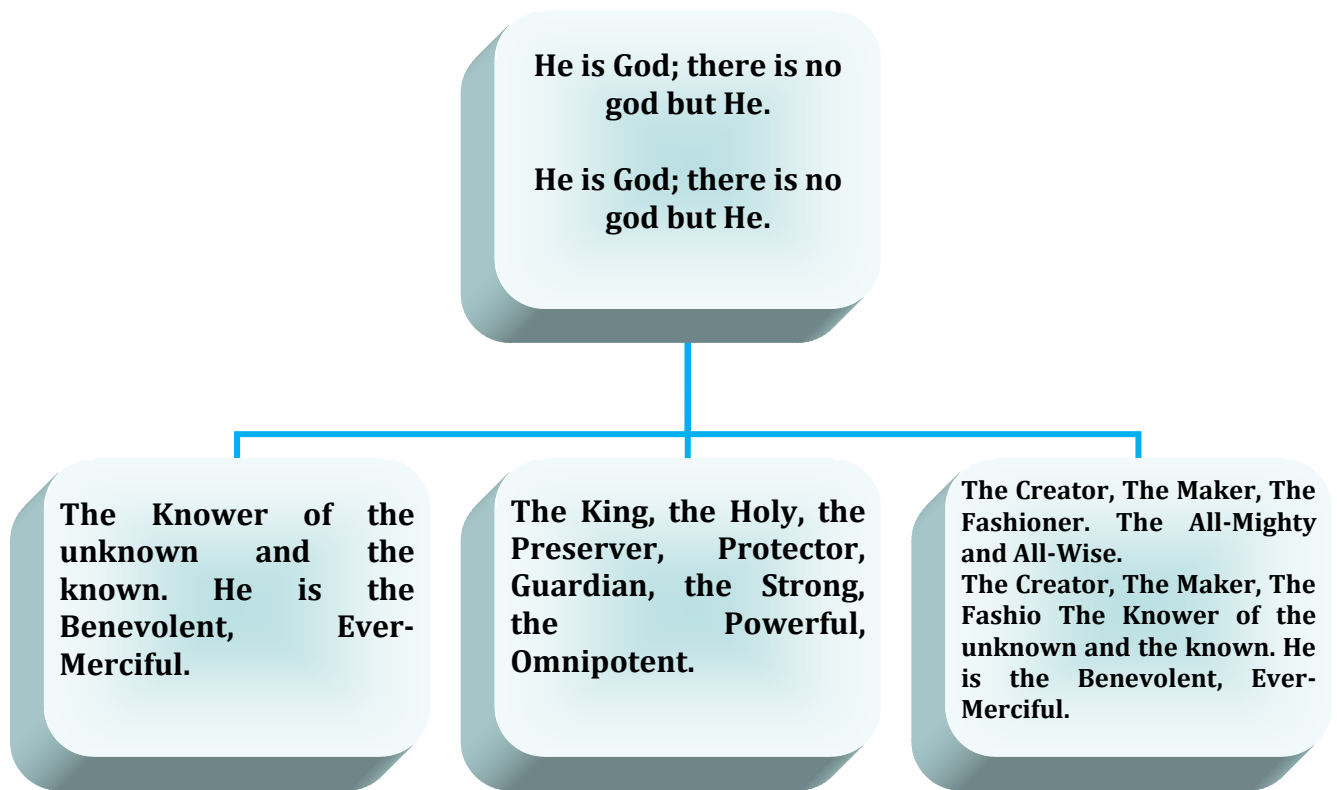 He is God; there is no
god but He.
He is God; there is no
god but He.
The Knower of the
unknown and the
known. He is the
Benevolent, Ever-
Merciful.
The King, the Holy, the
Preserver, Protector,
Guardian, the Strong,
the Powerful,
Omnipotent.
The Creator, The Maker, The
Fashioner. The All-Mighty
and All-Wise.
The Creator, The Maker, The
Fashio The Knower of the
unknown and the known. He
is the Benevolent, Ever-
Merciful.